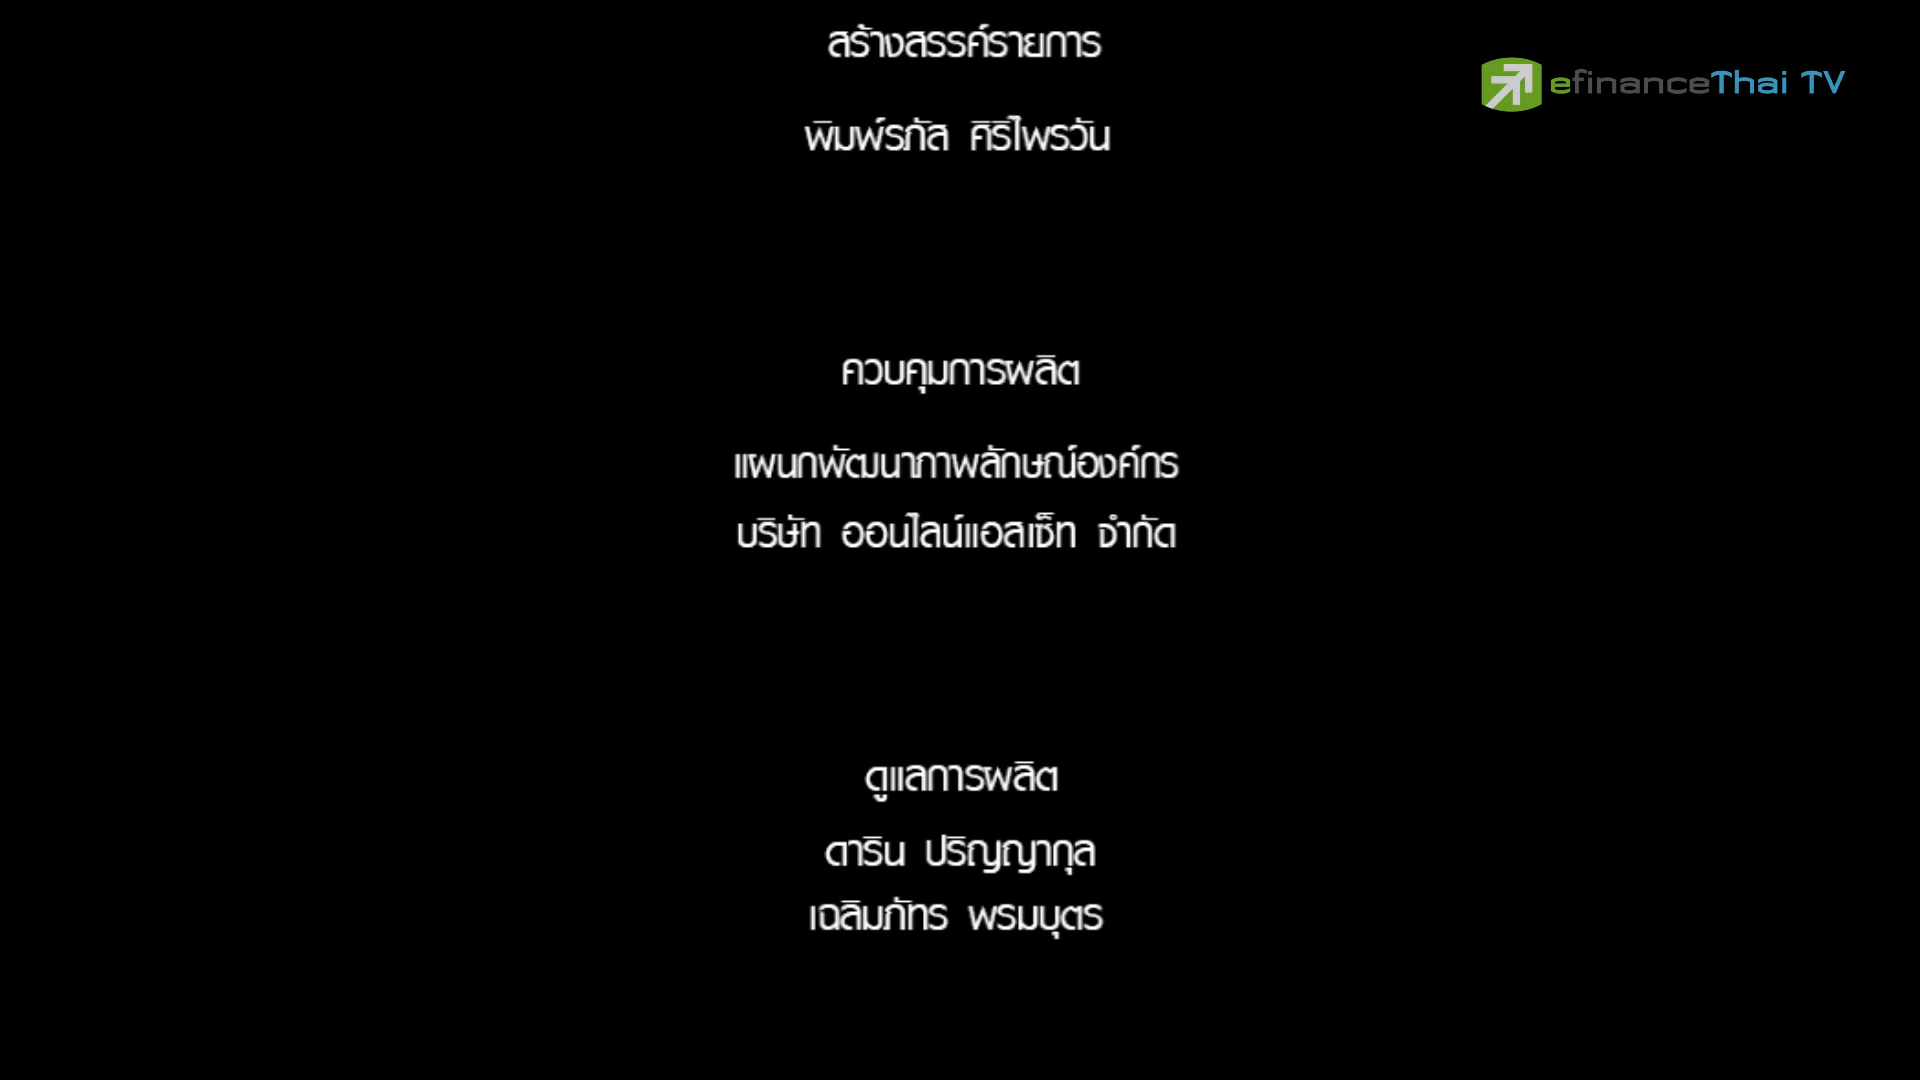 สร้างสรรค์รายการ
efinanceThai TV
พิมพ์รภัส ศิริไพรวัน
ควบคุมการผลิต
แผนกพัฒนาภาพลักษณ์องค์กร
บริษัท ออนไลน์แอสเซ็ท จำกัด
ดูแลการผลิต
ดาริน ปริญญากุล
เฉลิมภัทร พรมบุตร